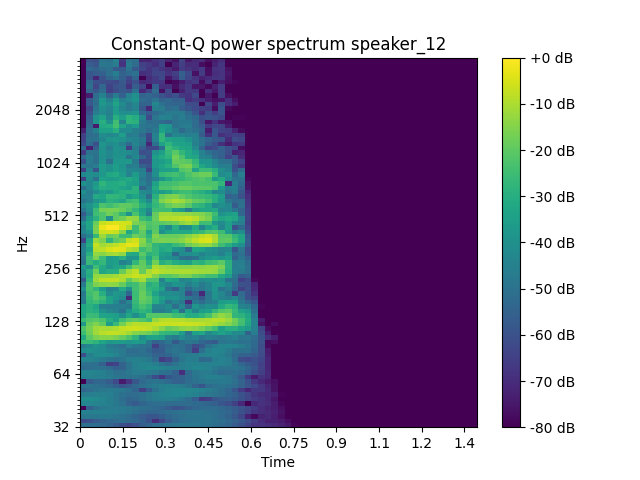 Constant-Q power spectrum speaker_12
Hz
2048
1024
512
256
128
64
32
0 0.15 0.3 0.45 0.6 0.75 0.9 1.1 1.2 1.4
Time
+0 dB
-10 dB
-20 dB
-30 dB
-40 dB
-50 dB
-60 dB
-70 dB
-80 dB